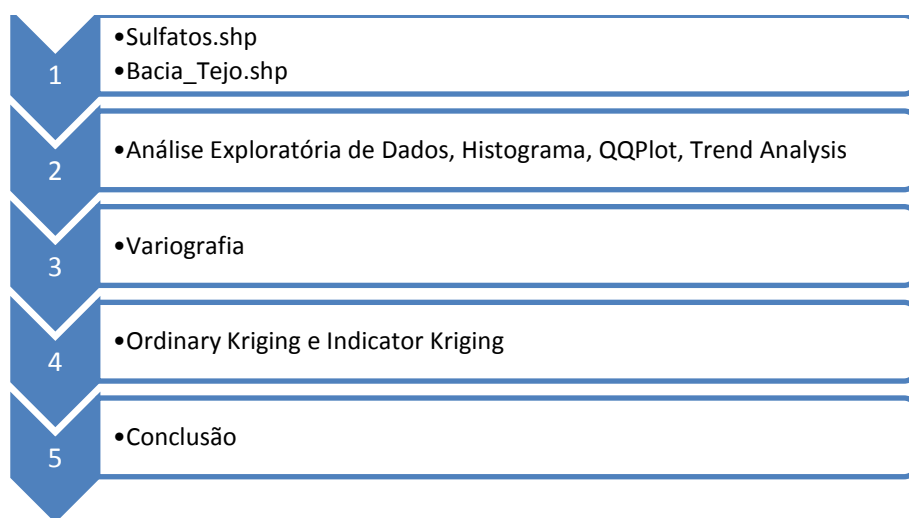 1
•Sulfatos.shp
•Bacia_Tejo.shp
2
•Análise Exploratória de Dados, Histograma, QQPlot, Trend Analysis
3
•Variografia
4
•Ordinary Kriging e Indicator Kriging
5
•Conclusão